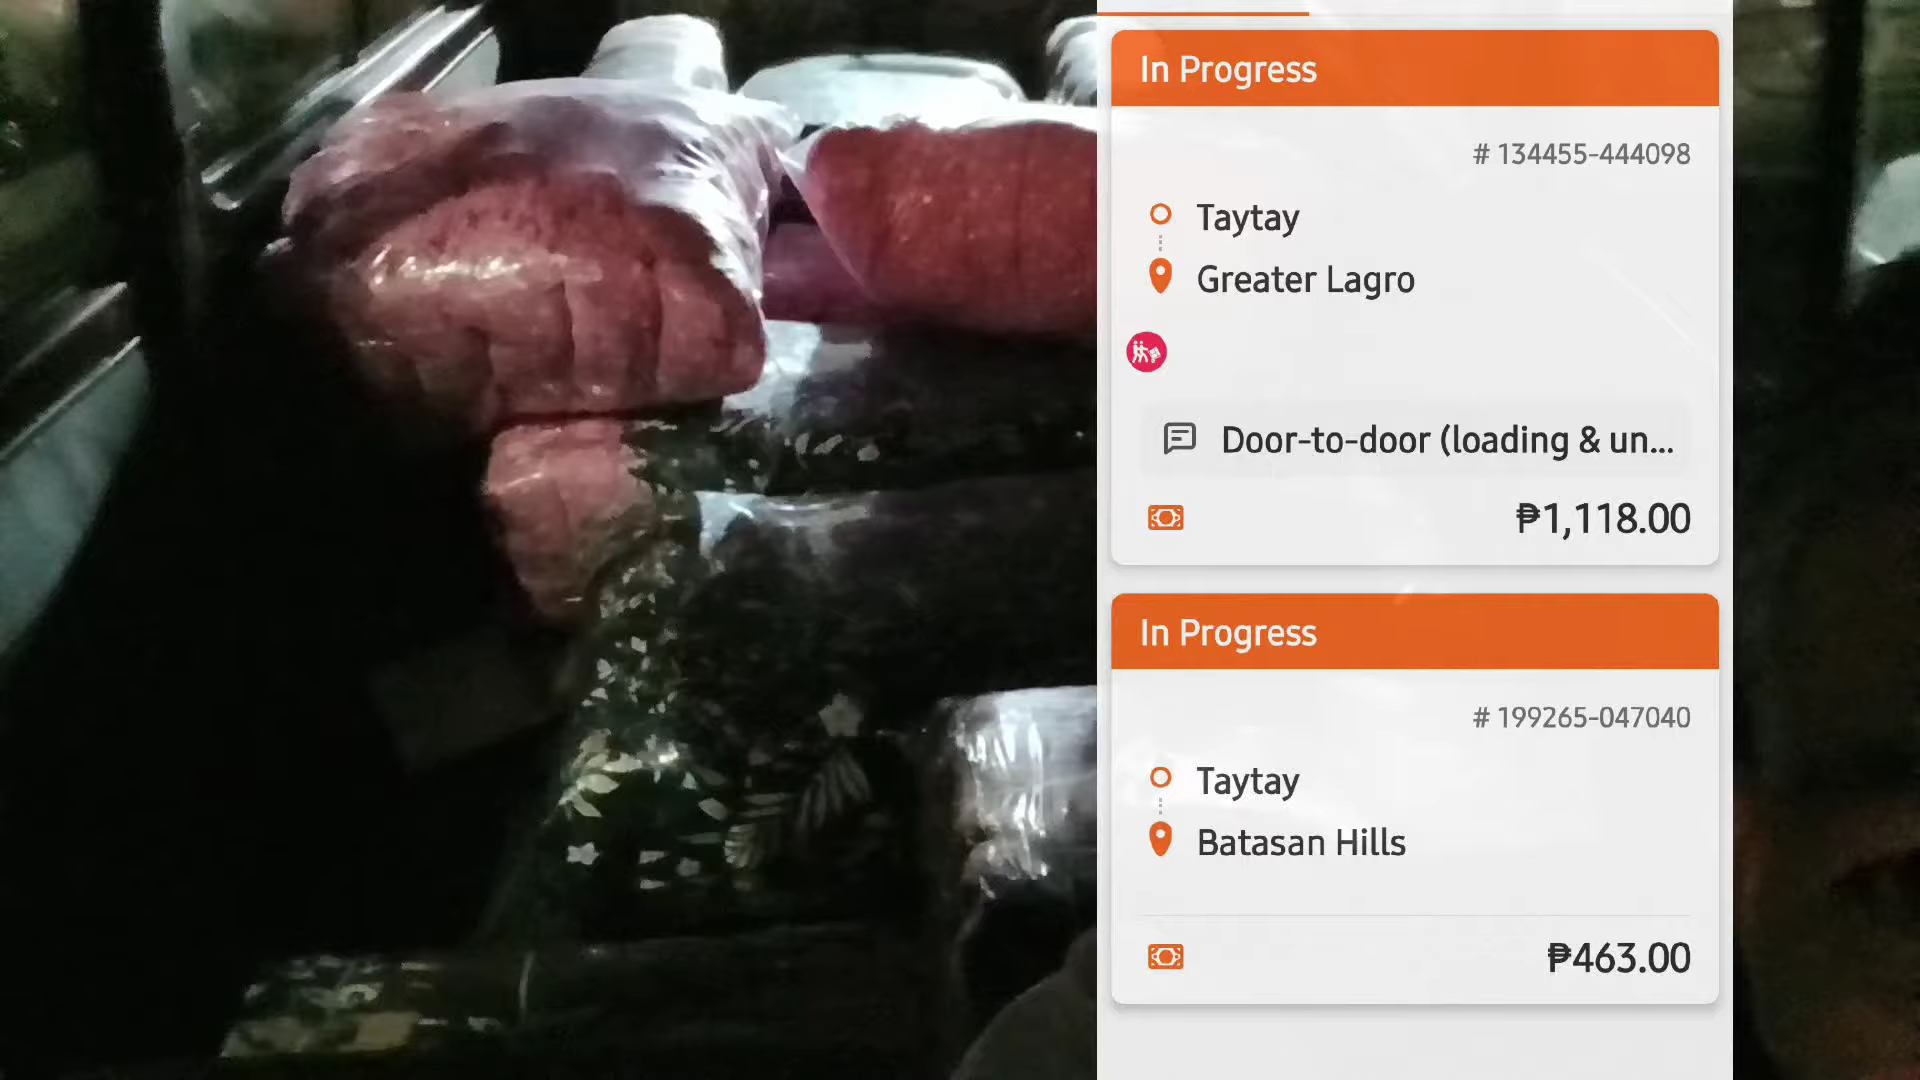 In Progress
# 134455-444098
Taytay
Greater Lagro
Door-to-door (loading & un...
₱1,118.00
In Progress
# 199265-047040
Taytay
Batasan Hills
₱463.00